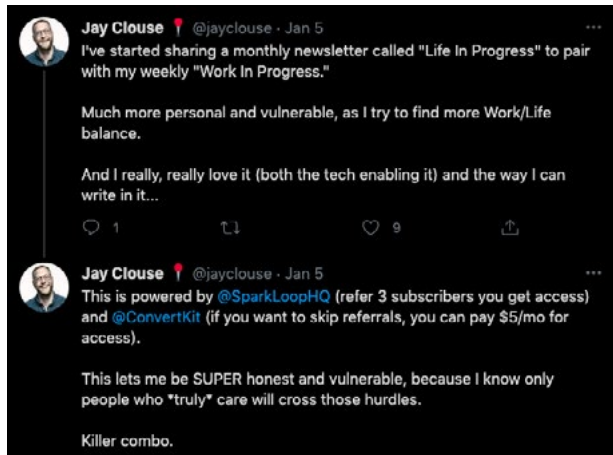 Jay Clouse @jayclouse · Jan 5
I've started sharing a monthly newsletter called "Life In Progress" to pair
with my weekly "Work In Progress."
Much more personal and vulnerable, as I try to find more Work/Life
balance.
And I really, really love it (both the tech enabling it) and the way I can
write in it...
1 9
Jay Clouse @jayclouse · Jan 5
This is powered by @SparkLoopHQ (refer 3 subscribers you get access)
and @ConvertKit (if you want to skip referrals, you can pay $5/mo for
access).
This lets me be SUPER honest and vulnerable, because I know only
people who *truly* care will cross those hurdles.
Killer combo.